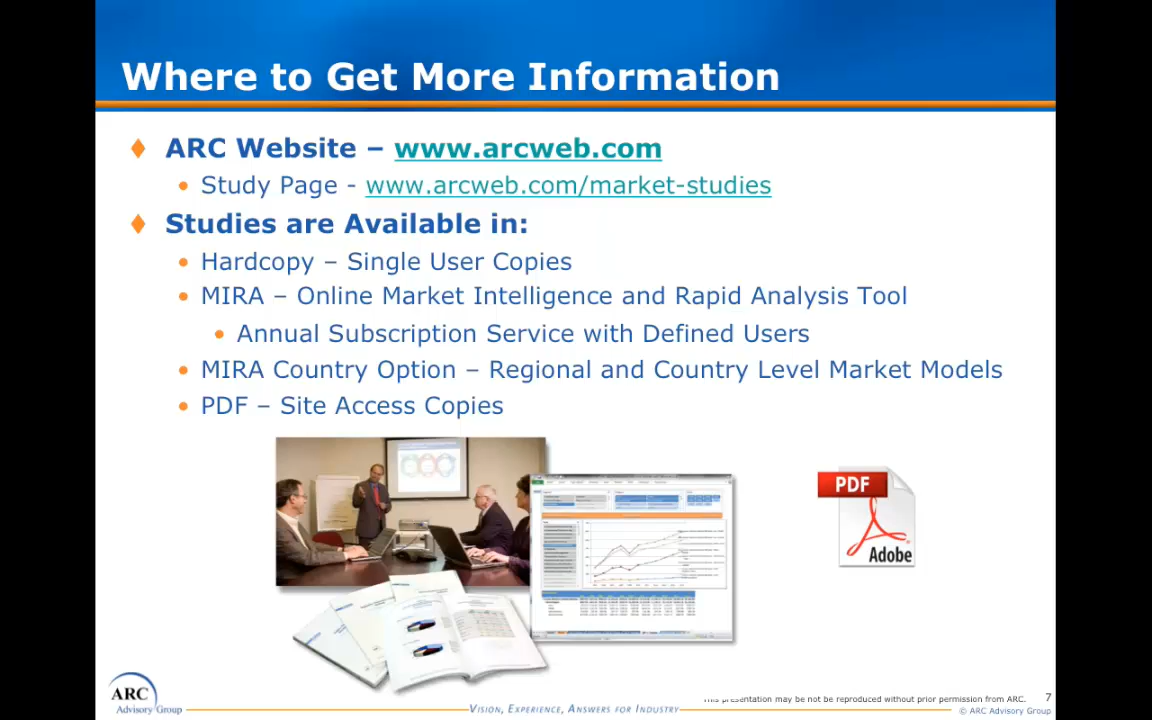 Where to Get More Information
ARC Website – www.arcweb.com
Study Page - www.arcweb.com/market-studies
Studies are Available in:
Hardcopy – Single User Copies
MIRA – Online Market Intelligence and Rapid Analysis Tool
Annual Subscription Service with Defined Users
MIRA Country Option – Regional and Country Level Market Models
PDF – Site Access Copies
PDF
Adobe
ARC
Advisory Group
VISION, EXPERIENCE, ANSWERS FOR INDUSTRY
This presentation may be not be reproduced without prior permission from ARC.
7
© ARC Advisory Group